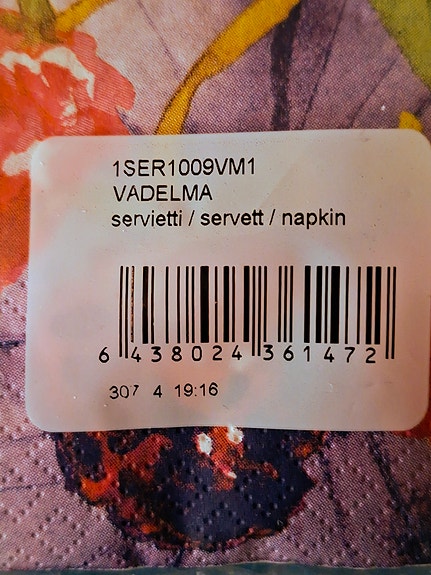 1SER1009VM1
VADELMA
servietti / servett / napkin
6 438024 361472
307 4 19:16